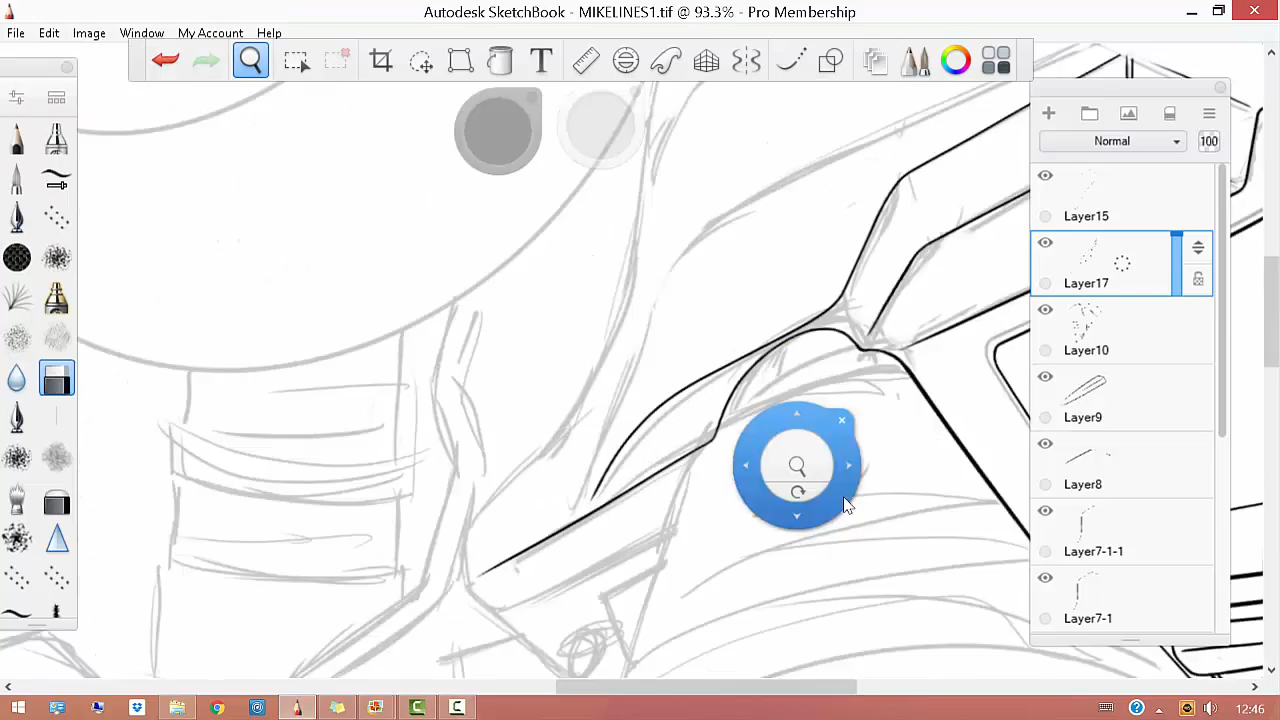 Autodesk SketchBook - MIKELINES1.tif @ 93.3% - Pro Membership
File Edit Image Window My Account Help
Normal 100
Layer15
Layer17
Layer10
Layer9
Layer8
Layer7-1-1
Layer7-1
12:46